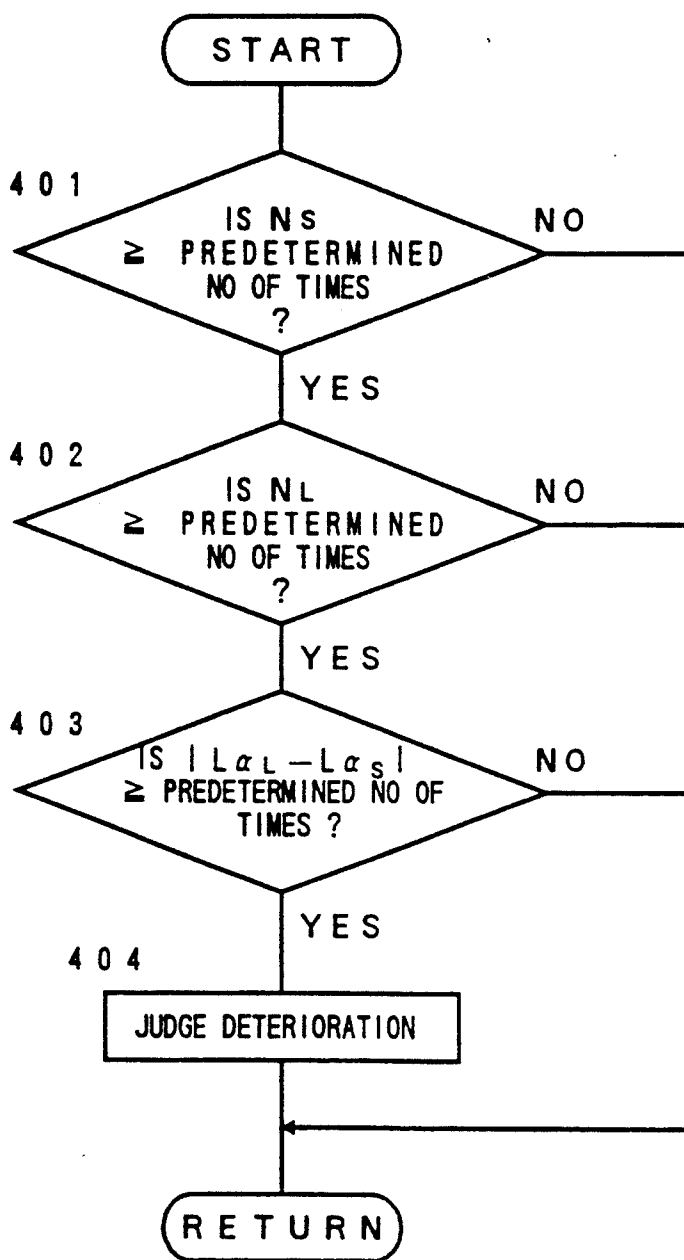 START
401
IS NS
≧ PREDETERMINED
NO OF TIMES
?
NO
YES
402
IS NL
≧ PREDETERMINED
NO OF TIMES
?
NO
YES
403
IS |LαL－LαS|
≧ PREDETERMINED NO OF
TIMES ?
NO
YES
404
JUDGE DETERIORATION
RETURN